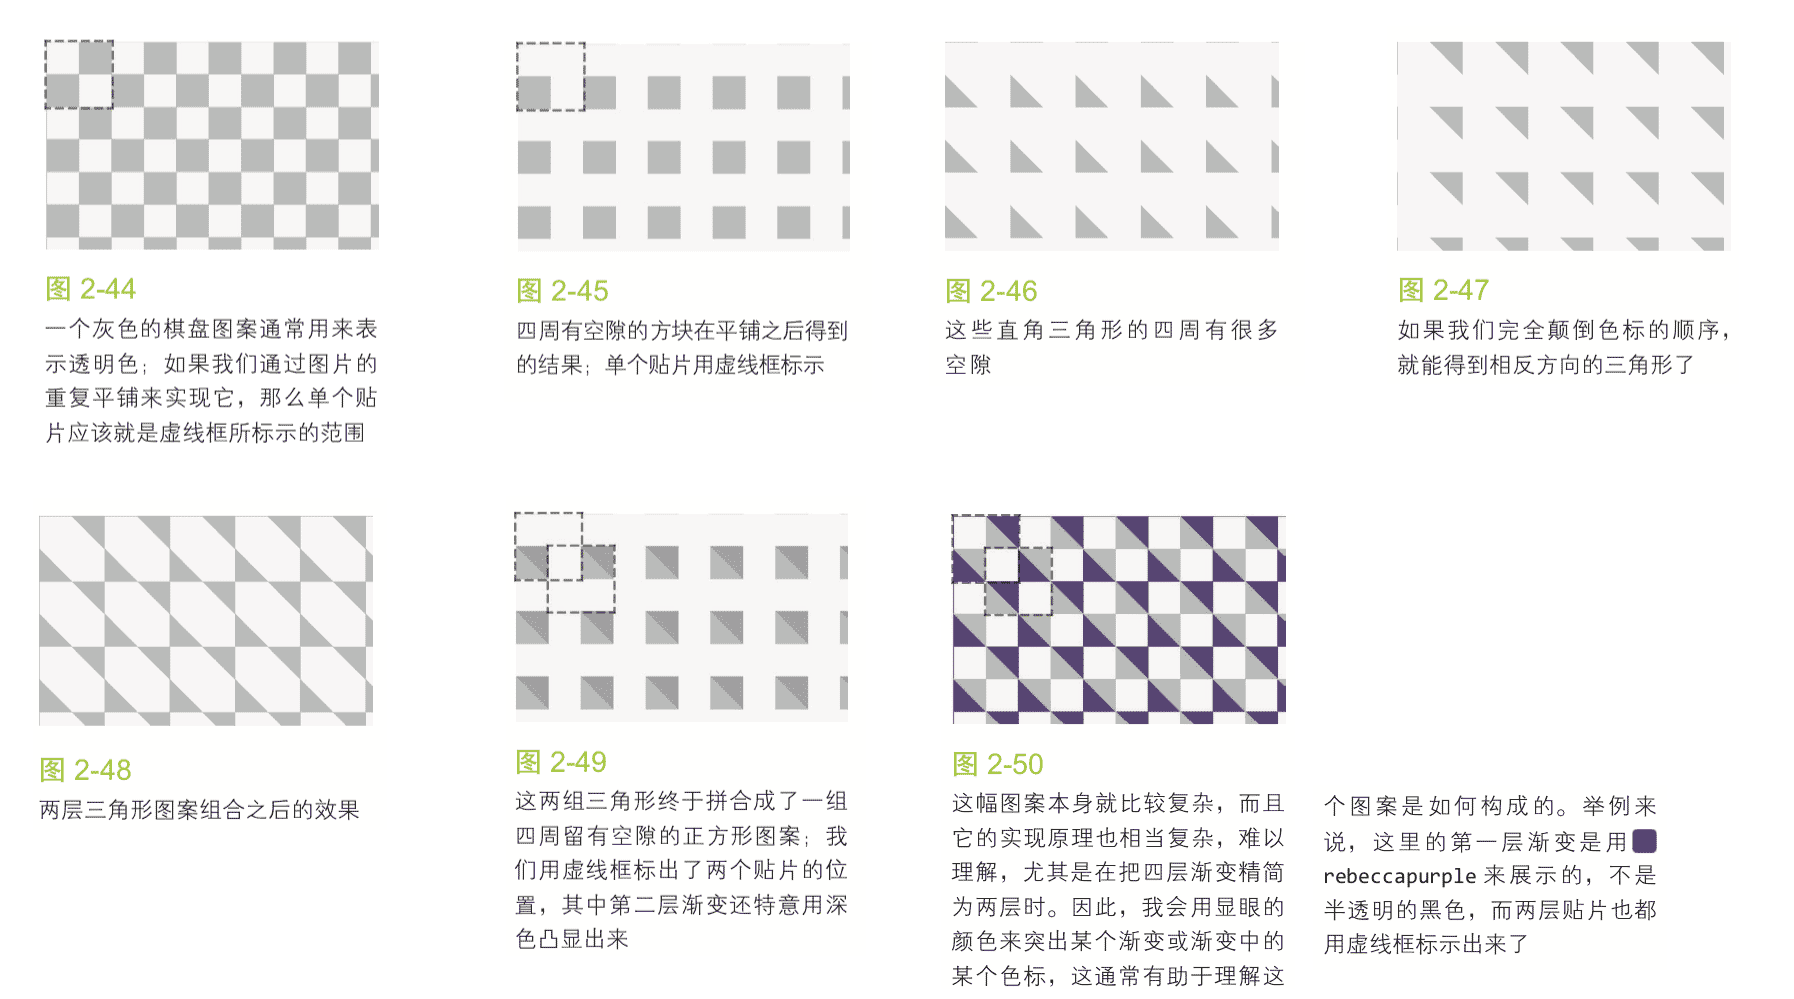 图 2-44
一个灰色的棋盘图案通常用来表
示透明色；如果我们通过图片的
重复平铺来实现它，那么单个贴
片应该就是虚线框所标示的范围
图 2-45
四周有空隙的方块在平铺之后得到
的结果；单个贴片用虚线框标示
图 2-46
这些直角三角形的四周有很多
空隙
图 2-47
如果我们完全颠倒色标的顺序，
就能得到相反方向的三角形了
图 2-48
两层三角形图案组合之后的效果
图 2-49
这两组三角形终于拼合成了一组
四周留有空隙的正方形图案；我
们用虚线框标出了两个贴片的位
置，其中第二层渐变还特意用深
色凸显出来
图 2-50
这幅图案本身就比较复杂，而且
它的实现原理也相当复杂，难以
理解，尤其是在把四层渐变精简
为两层时。因此，我会用显眼的
颜色来突出某个渐变或渐变中的
某个色标，这通常有助于理解这
个图案是如何构成的。举例来
说，这里的第一层渐变是用
rebeccapurple 来展示的，不是
半透明的黑色，而两层贴片也都
用虚线框标示出来了